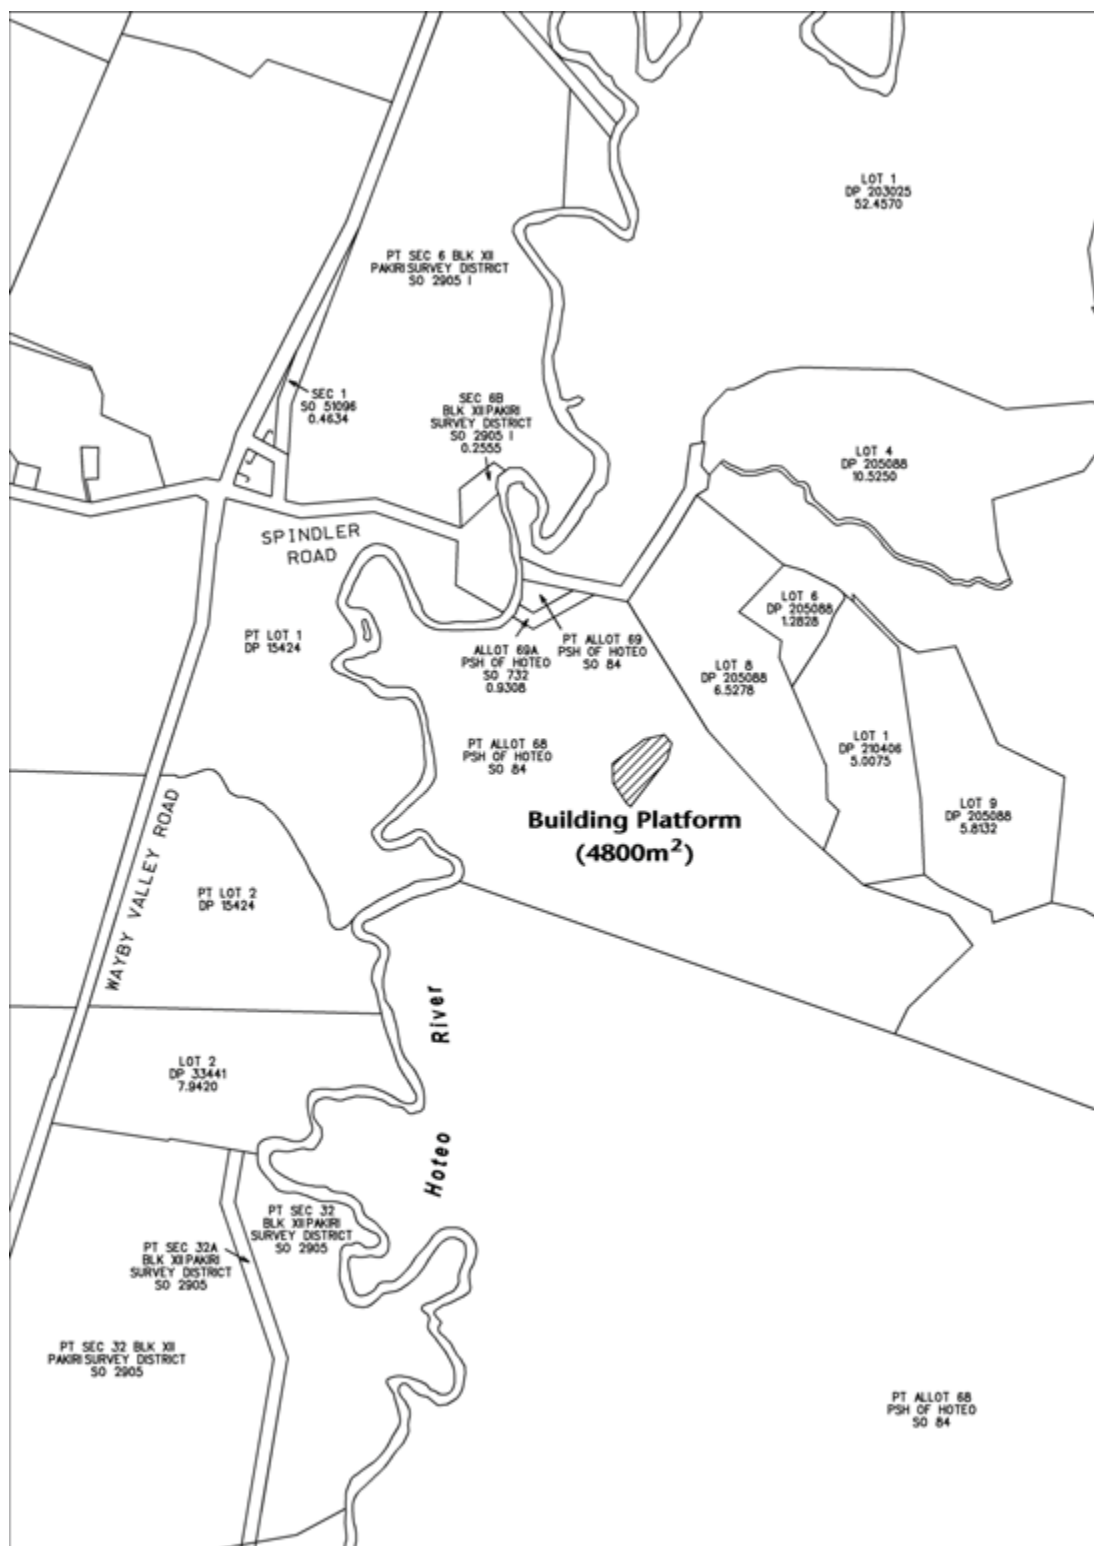 LOT 1
DP 203025
52.4570
PT SEC 6 BLK XII
PAKIRI SURVEY DISTRICT
SO 2905 I
SEC 1
SO 51096
0.4634
SEC 6B
BLK XII PAKIRI
SURVEY DISTRICT
SO 2905 I
0.2555
LOT 4
DP 205088
10.5250
SPINDLER
ROAD
LOT 6
DP 205088
1.2828
PT LOT 1
DP 15424
ALLOT 69A
PSH OF HOTEO
SO 732
0.9308
PT ALLOT 69
PSH OF HOTEO
SO 84
LOT 8
DP 205088
6.5278
PT ALLOT 68
PSH OF HOTEO
SO 84
LOT 1
DP 210406
5.0075
Building Platform
(4800m²)
LOT 9
DP 205088
5.8132
WAYBY VALLEY ROAD
PT LOT 2
DP 15424
Hoteo River
LOT 2
DP 33441
7.9420
PT SEC 32
BLK XII PAKIRI
SURVEY DISTRICT
SO 2905
PT SEC 32A
BLK XII PAKIRI
SURVEY DISTRICT
SO 2905
PT SEC 32 BLK XII
PAKIRI SURVEY DISTRICT
SO 2905
PT ALLOT 68
PSH OF HOTEO
SO 84